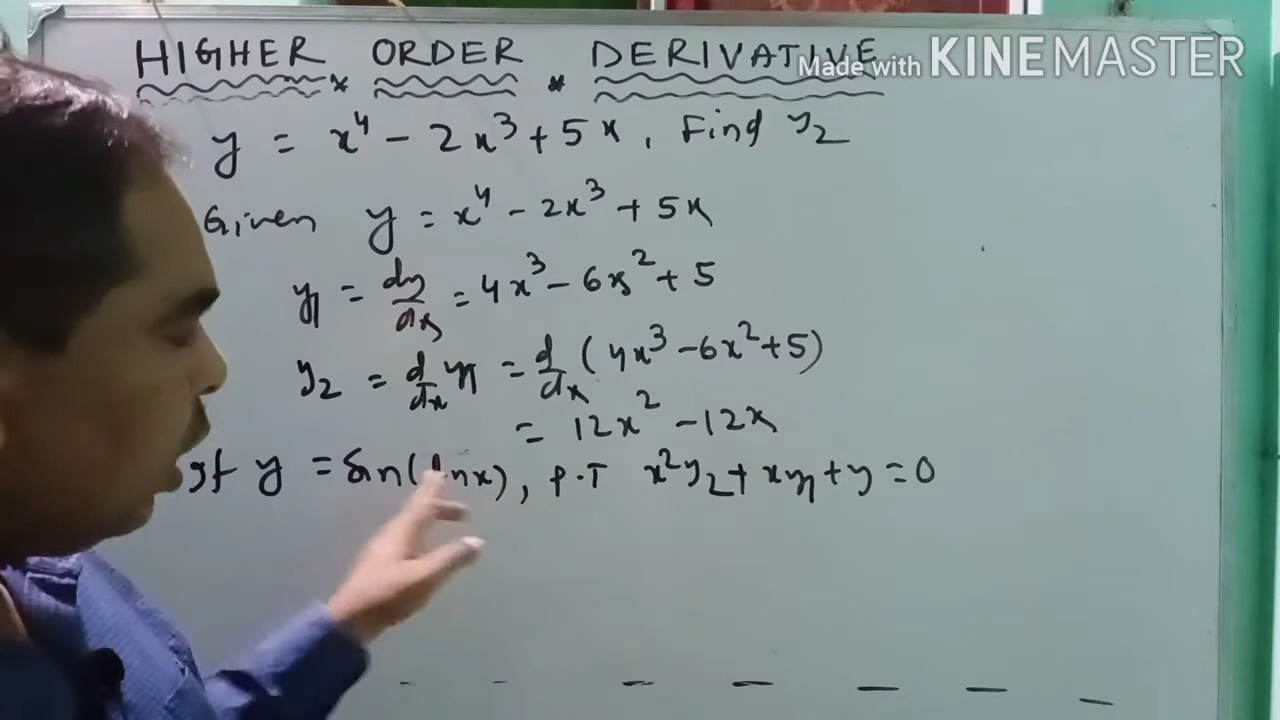 HIGHER * ORDER * DERIVATIVE
Made with KINEMASTER
y = x⁴ - 2x³ + 5x, Find y₂
Given y = x⁴ - 2x³ + 5x
y₁ = dy/dx = 4x³ - 6x² + 5
y₂ = d/dx y₁ = d/dx (4x³ - 6x² + 5)
= 12x² - 12x
If y = Sin(lnx), P.T x²y₂ + xy₁ + y = 0